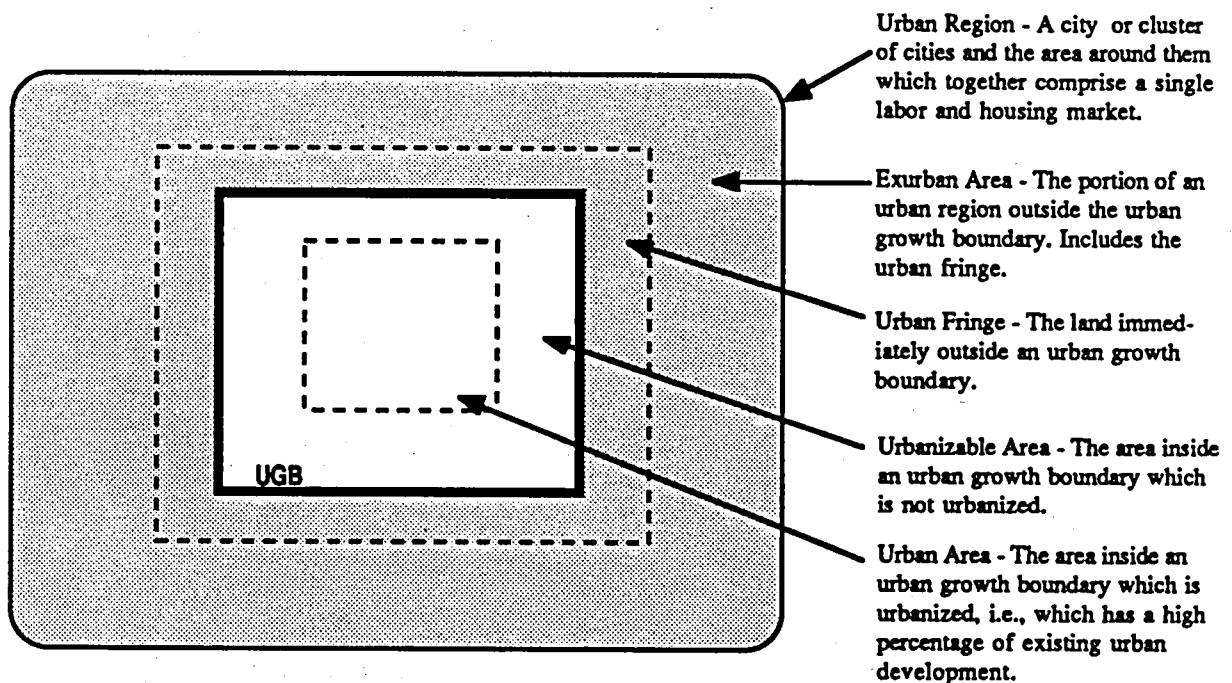 Urban Region - A city or cluster
of cities and the area around them
which together comprise a single
labor and housing market.
Exurban Area - The portion of an
urban region outside the urban
growth boundary. Includes the
urban fringe.
Urban Fringe - The land immed-
iately outside an urban growth
boundary.
Urbanizable Area - The area inside
an urban growth boundary which
is not urbanized.
UGB
Urban Area - The area inside an
urban growth boundary which is
urbanized, i.e., which has a high
percentage of existing urban
development.